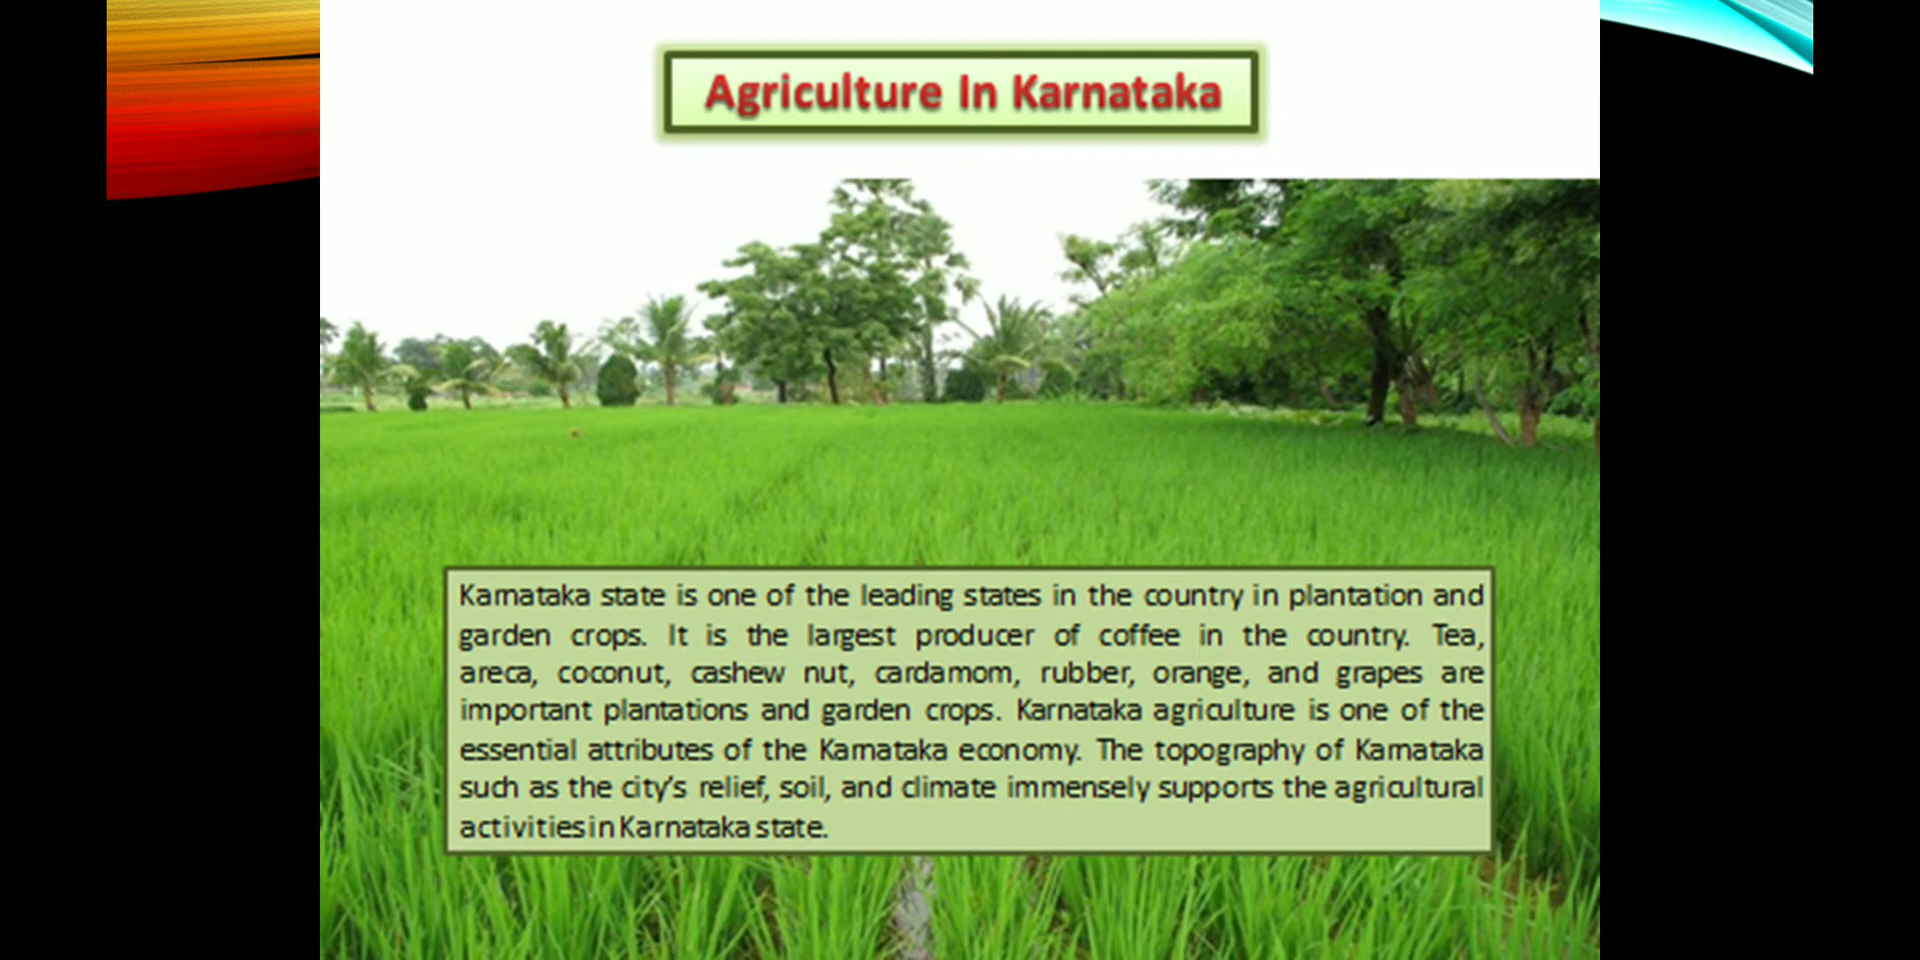 Agriculture In Karnataka
Karnataka state is one of the leading states in the country in plantation and
garden crops. It is the largest producer of coffee in the country. Tea,
areca, coconut, cashew nut, cardamom, rubber, orange, and grapes are
important plantations and garden crops. Karnataka agriculture is one of the
essential attributes of the Karnataka economy. The topography of Karnataka
such as the city's relief, soil, and climate immensely supports the agricultural
activities in Karnataka state.